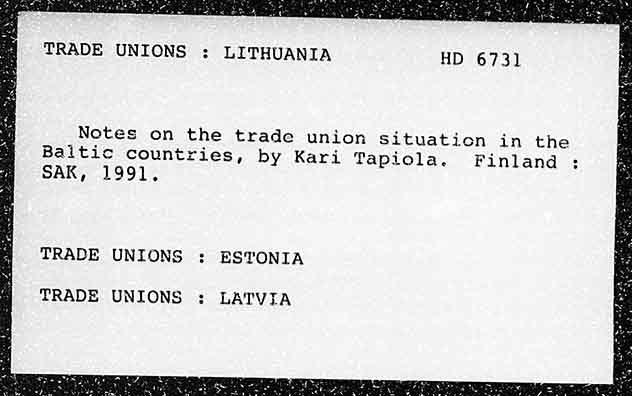 TRADE UNIONS : LITHUANIA HD 6731
Notes on the trade union situation in the
Baltic countries, by Kari Tapiola. Finland :
SAK, 1991.
TRADE UNIONS : ESTONIA
TRADE UNIONS : LATVIA